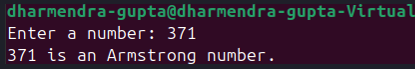 dharmendra-gupta@dharmendra-gupta-Virtual
Enter a number: 371
371 is an Armstrong number.